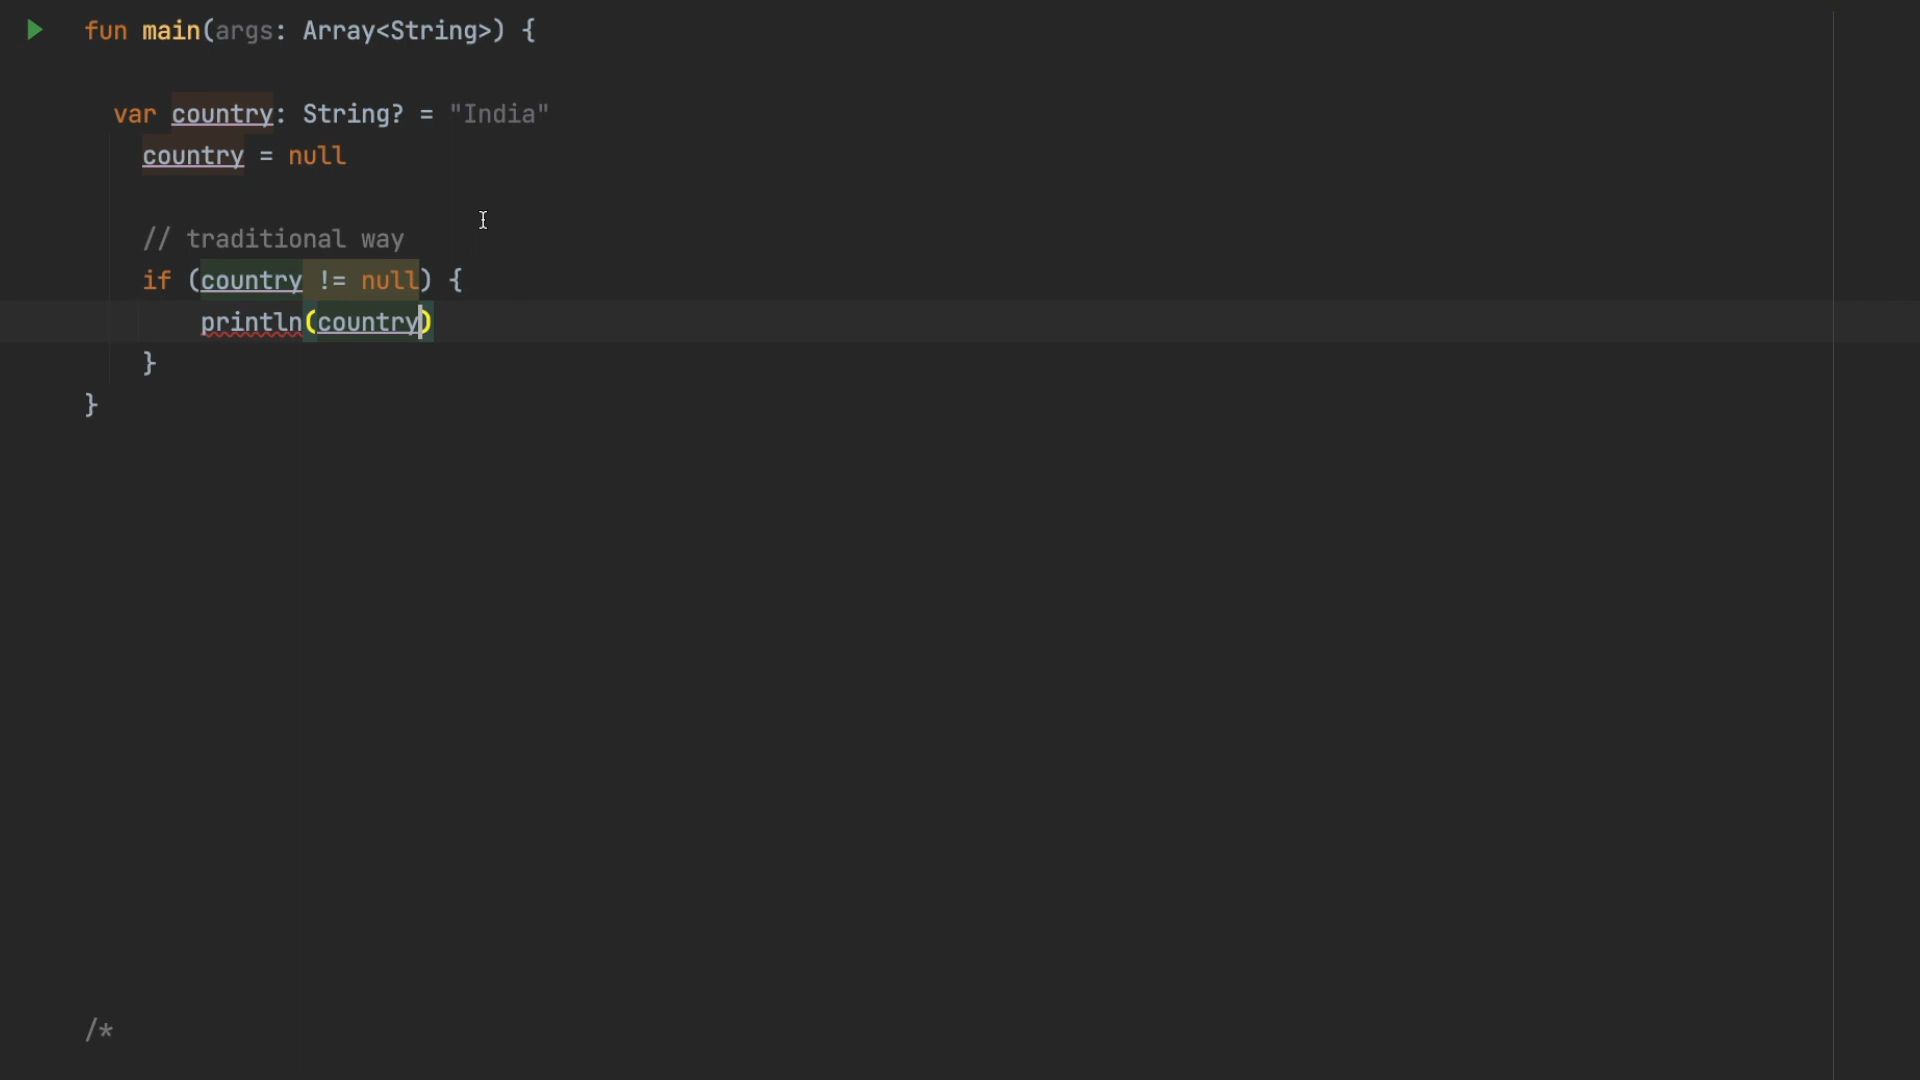 fun main(args: Array<String>) {
var country: String? = "India"
country = null
// traditional way
if (country != null) {
println(country)
}
}
/*